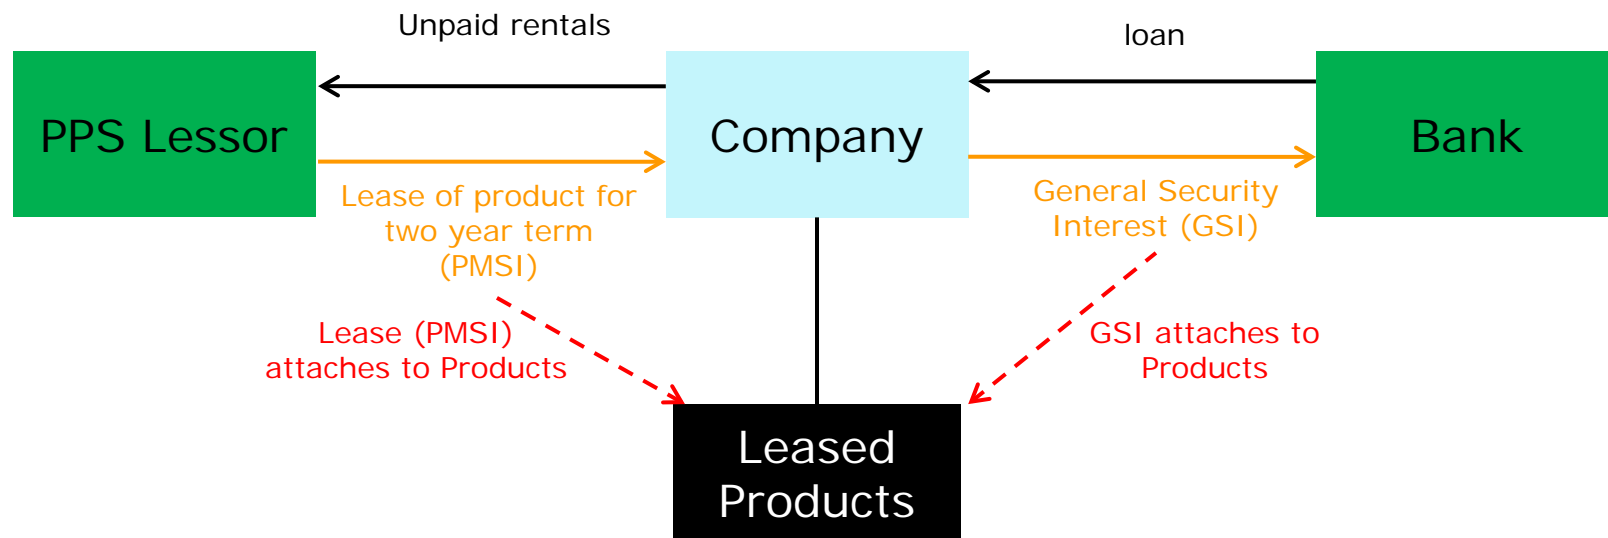 Unpaid rentals
loan
PPS Lessor
Company
Bank
Lease of product for
two year term
(PMSI)
General Security
Interest (GSI)
Lease (PMSI)
attaches to Products
GSI attaches to
Products
Leased
Products